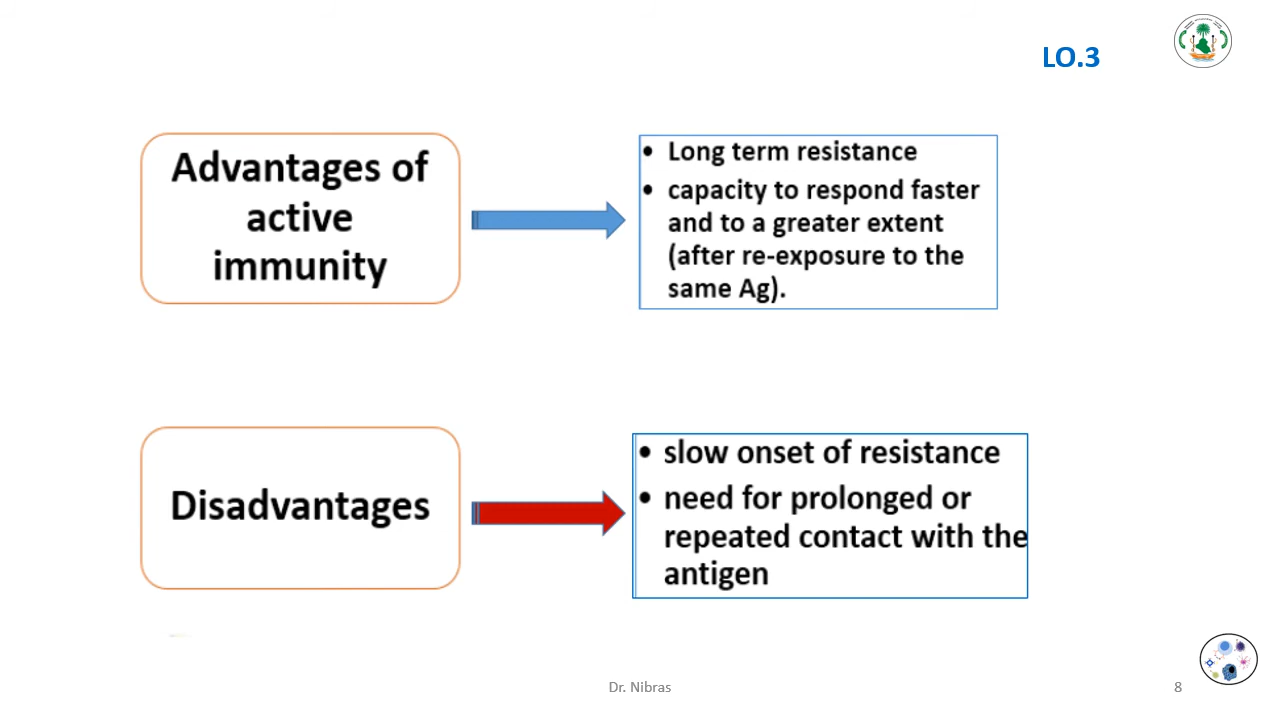 LO.3
Advantages of
active
immunity
• Long term resistance
• capacity to respond faster
and to a greater extent
(after re-exposure to the
same Ag).
Disadvantages
• slow onset of resistance
• need for prolonged or
repeated contact with the
antigen
Dr. Nibras
8